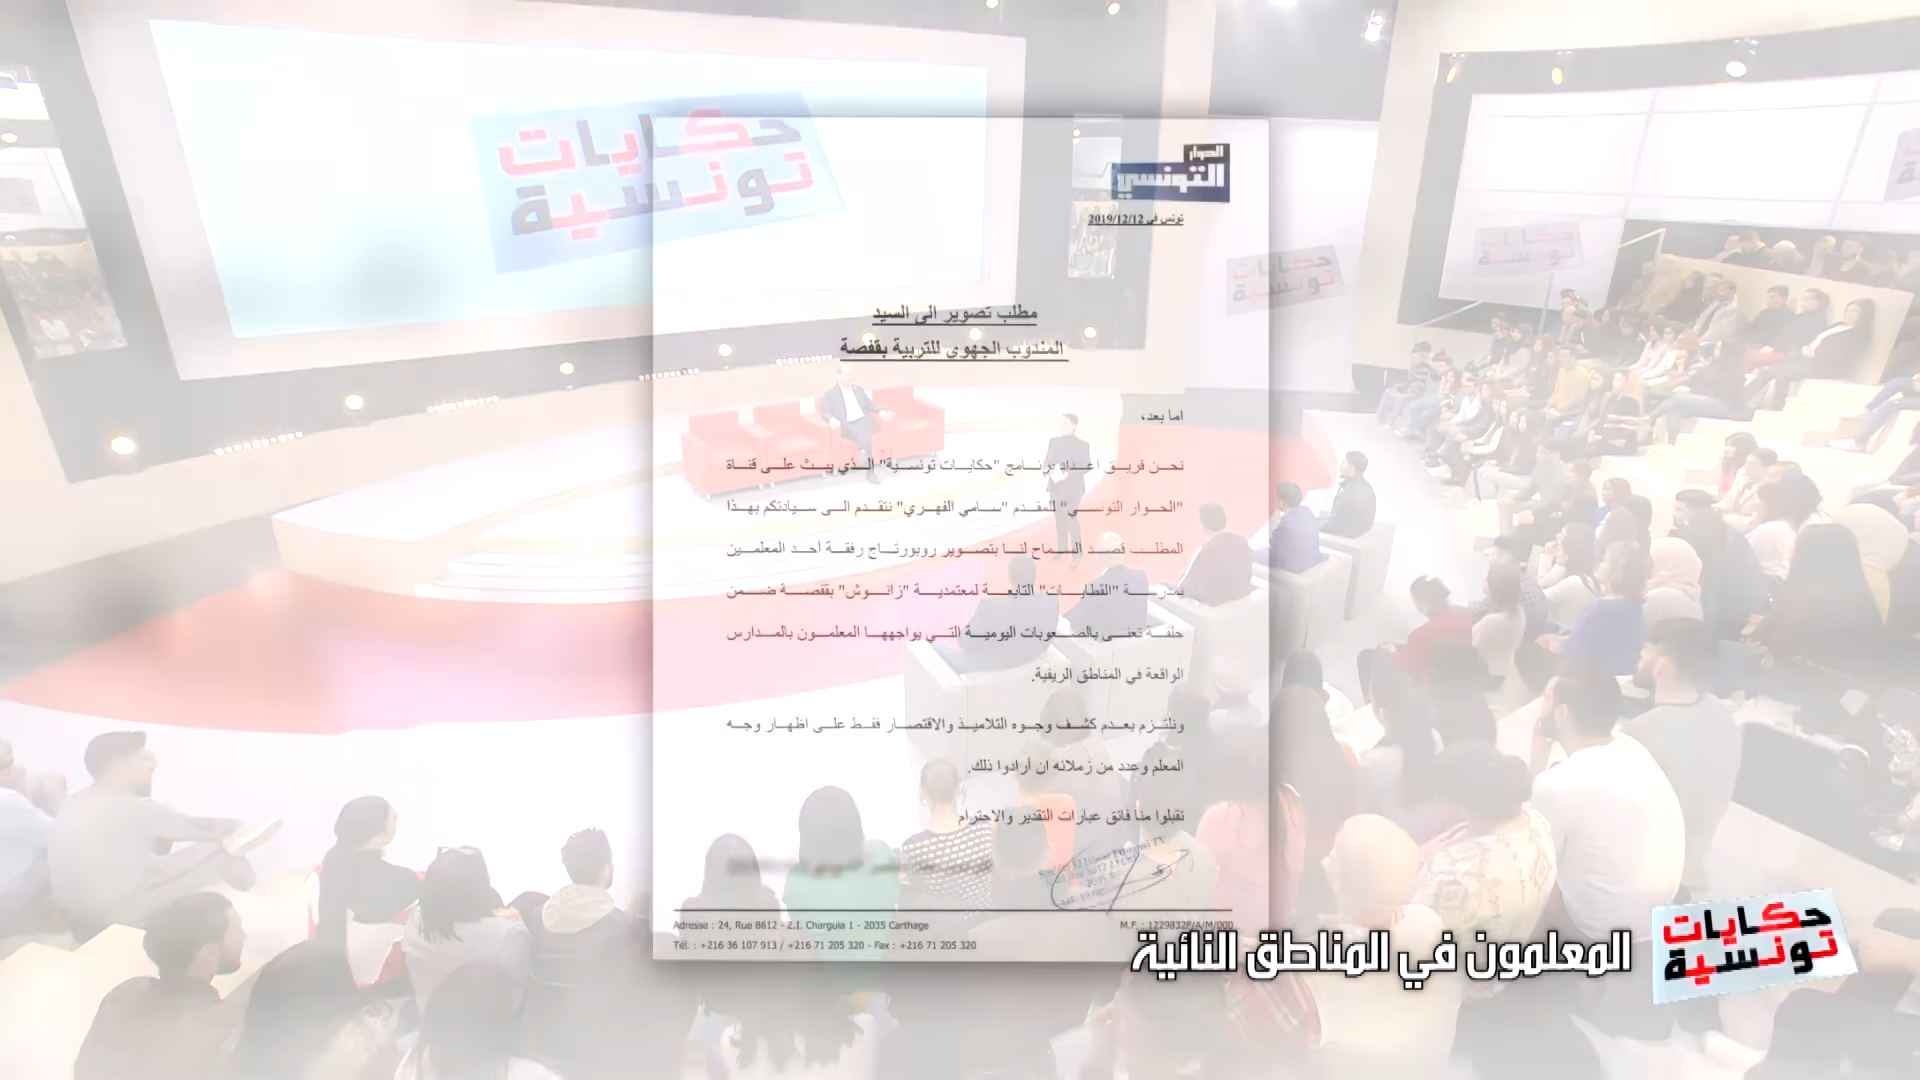 حكايات
تونسية
الحوار
التونسي
تونس في 2019/12/12
حكايات
تونسية
حكايات
تونسية
مطلب تصوير الى السيد
المندوب الجهوي للتربية بقفصة
اما بعد،
نحن فريق اعداد برنامج "حكايات تونسية" الذي يبث على قناة
"الحوار التونسي" للمقدم "سامي الفهري" نتقدم الى سيادتكم بهذا
المطلب قصد السماح لنا بتصوير روبورتاج رفقة أحد المعلمين
بمدرسة "القطايات" التابعة لمعتمدية "زانوش" بقفصة ضمن
حلقة تعنى بالصعوبات اليومية التي يواجهها المعلمون بالمدارس
الواقعة في المناطق الريفية.
ونلتزم بعدم كشف وجوه التلاميذ والاقتصار فقط على اظهار وجه
المعلم وعدد من زملائه ان أرادوا ذلك.
تقبلوا منا فائق عبارات التقدير والاحترام
Adresse : 24, Rue 8612 - Z.I. Charguia 1 - 2035 Carthage
M.F. : 1229832P/A/M/000
Tél. : +216 36 107 913 / +216 71 205 320 - Fax : +216 71 205 320
المعلمون في المناطق النائية
حكايات
تونسية